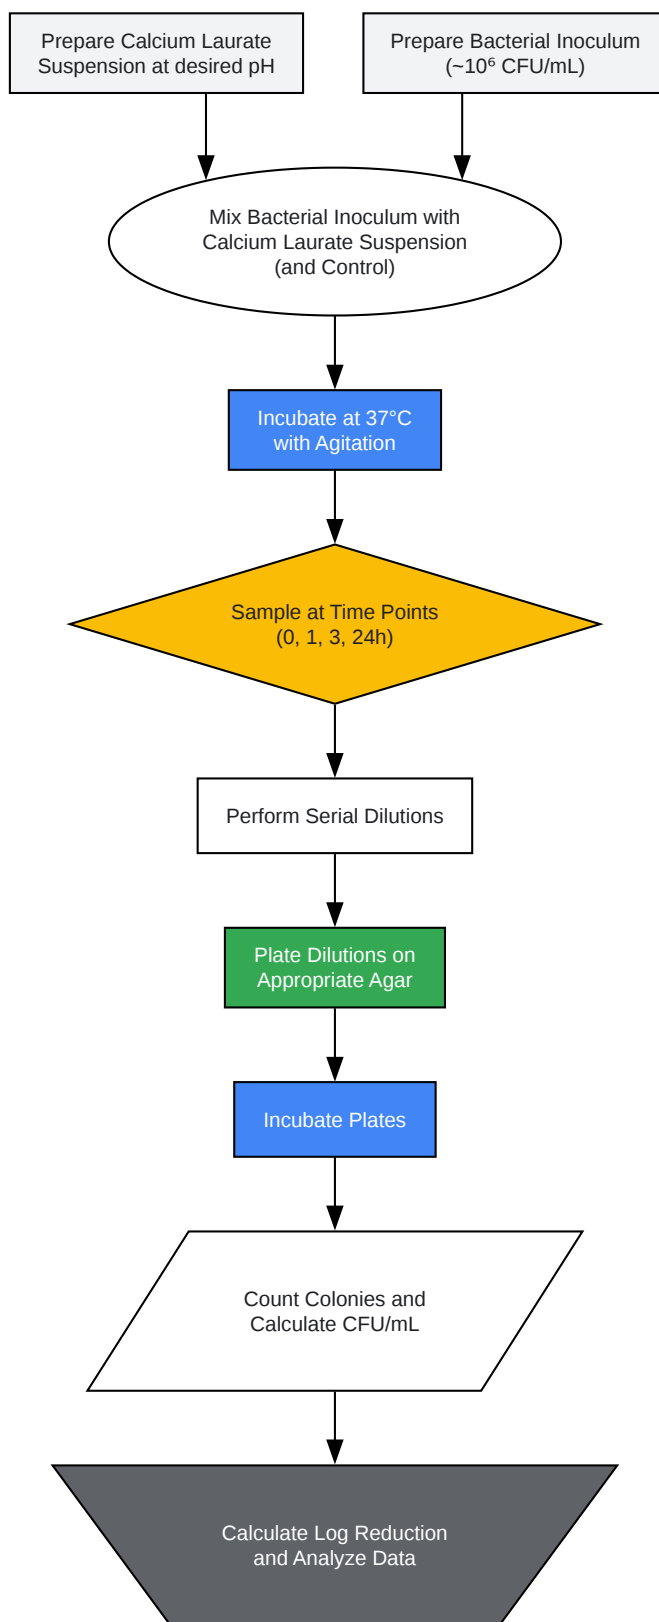 Prepare Calcium Laurate
Suspension at desired pH
Prepare Bacterial Inoculum
(~10⁶ CFU/mL)
Mix Bacterial Inoculum with
Calcium Laurate Suspension
(and Control)
Incubate at 37°C
with Agitation
Sample at Time Points
(0, 1, 3, 24h)
Perform Serial Dilutions
Plate Dilutions on
Appropriate Agar
Incubate Plates
Count Colonies and
Calculate CFU/mL
Calculate Log Reduction
and Analyze Data